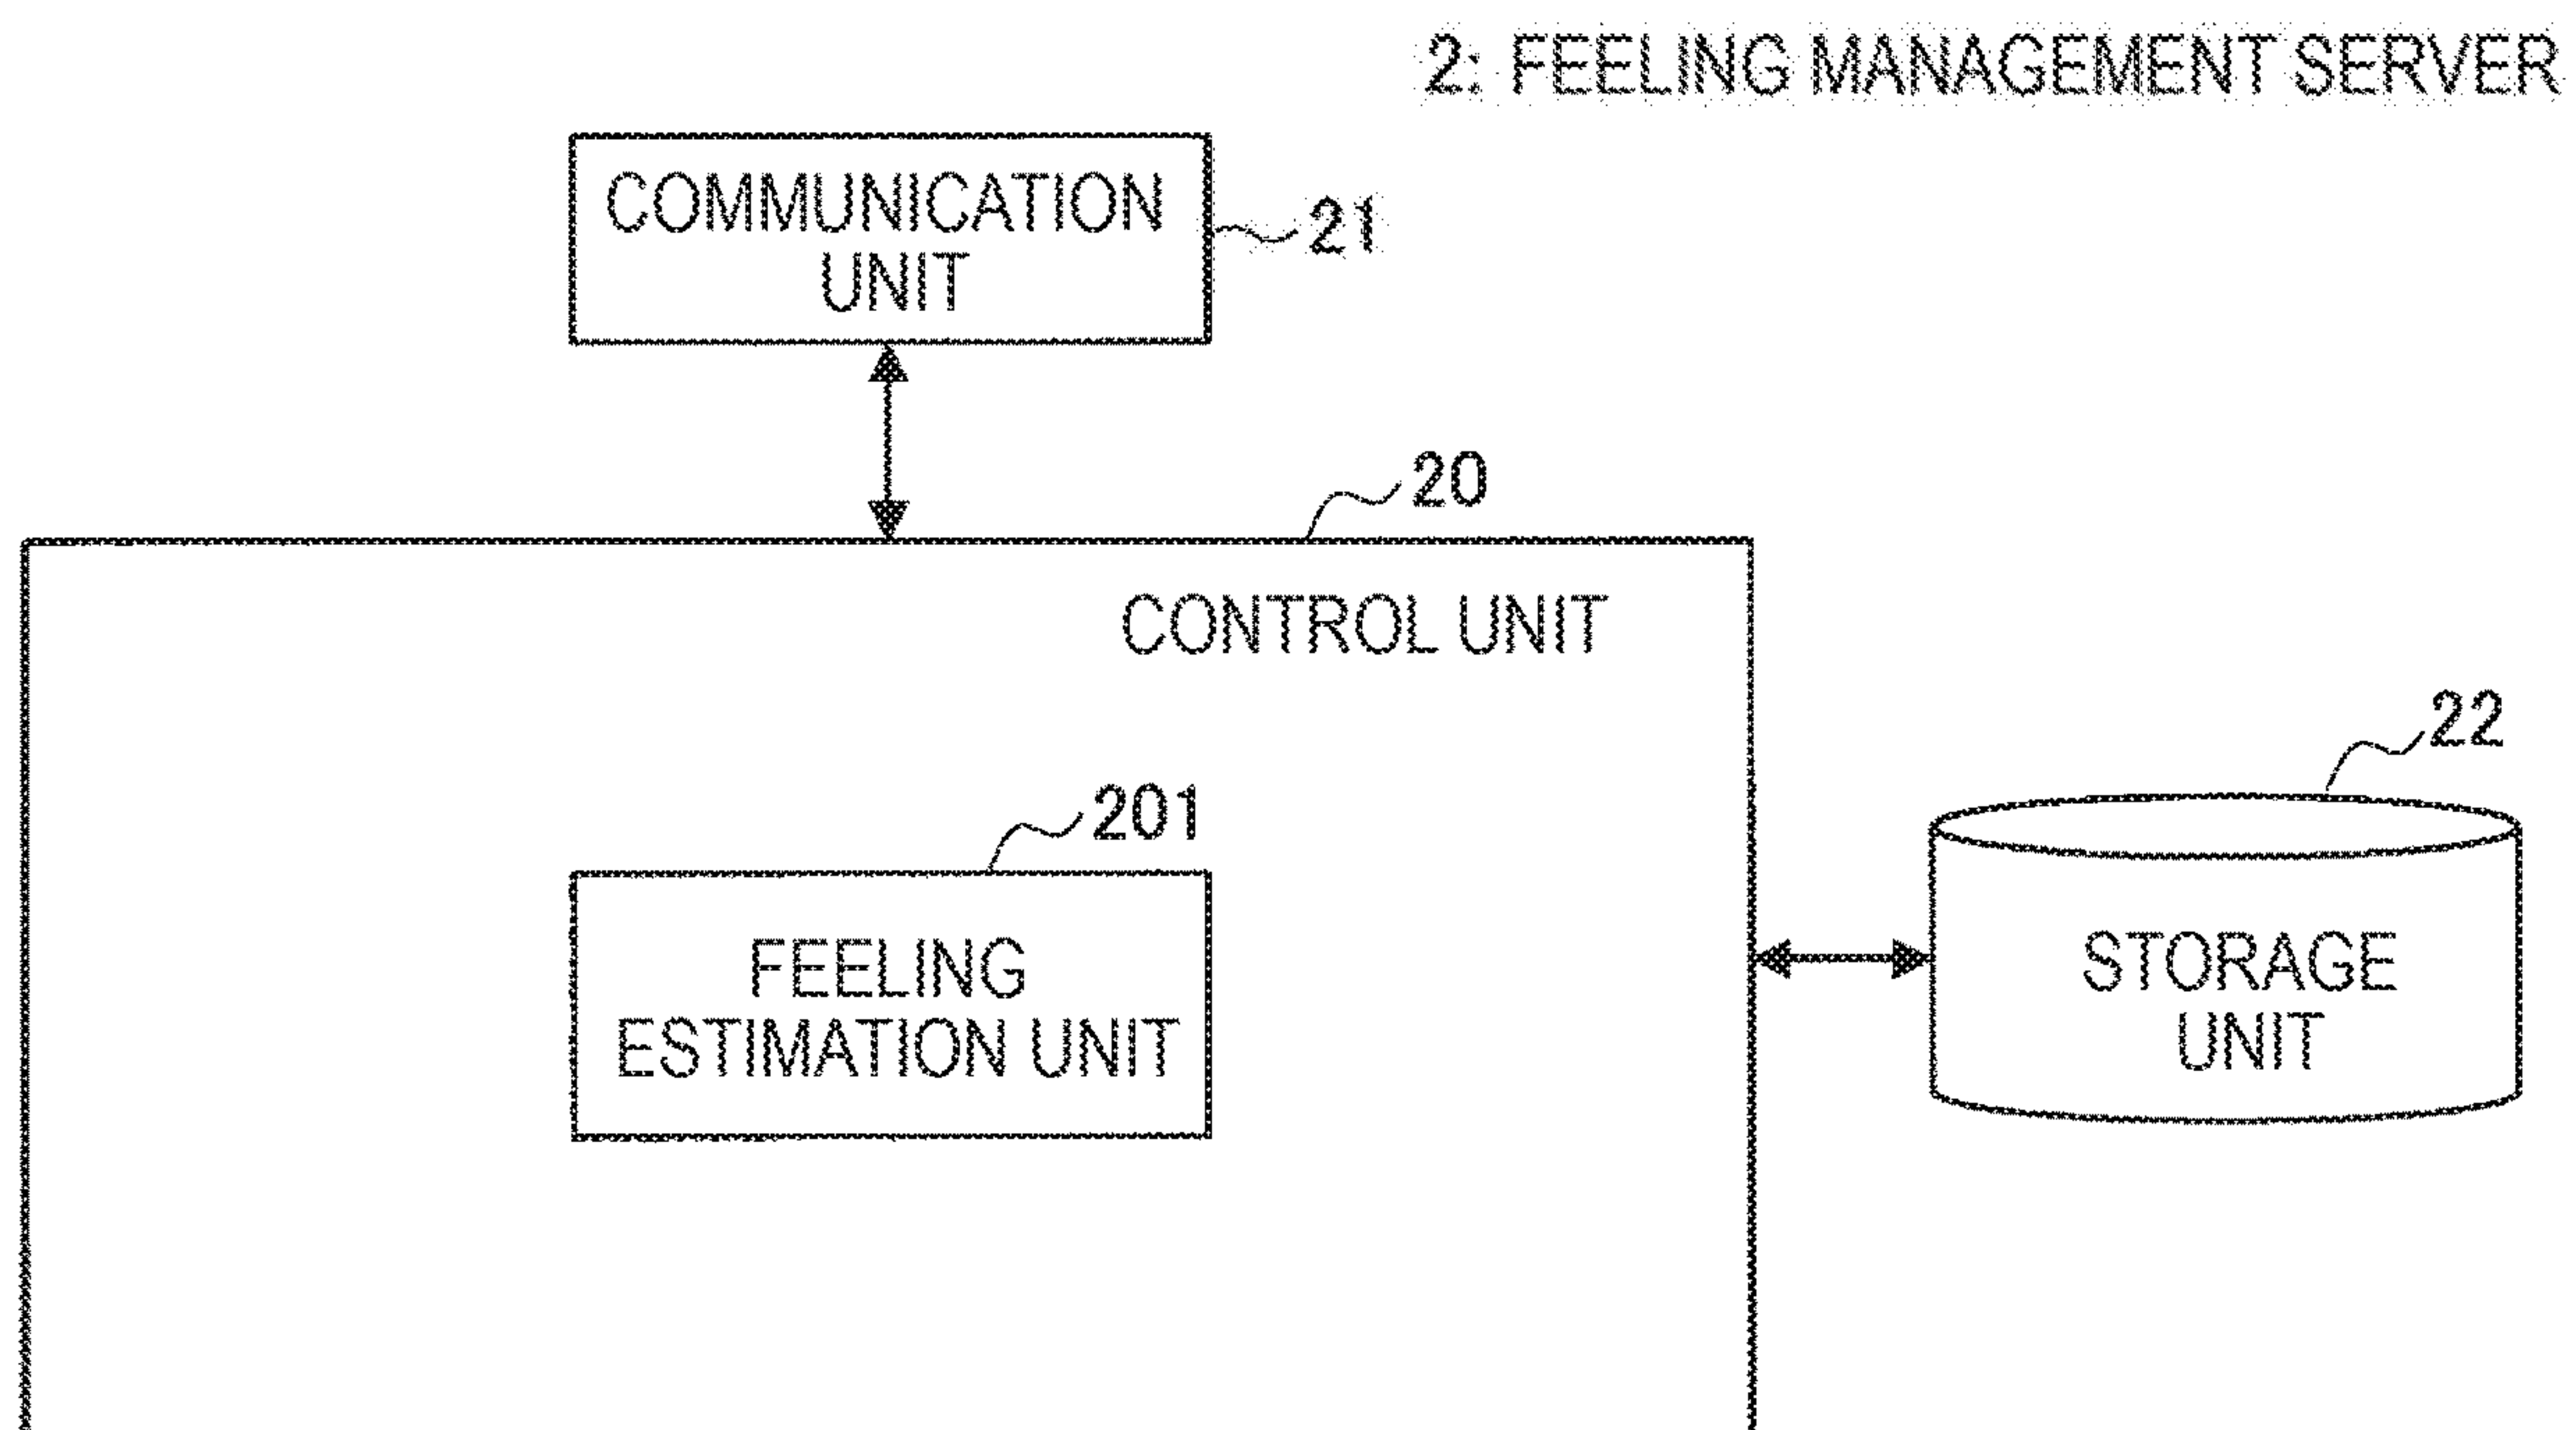 2: FEELING MANAGEMENT SERVER
COMMUNICATION
UNIT
21
20
CONTROL UNIT
22
201
FEELING
ESTIMATION UNIT
STORAGE
UNIT